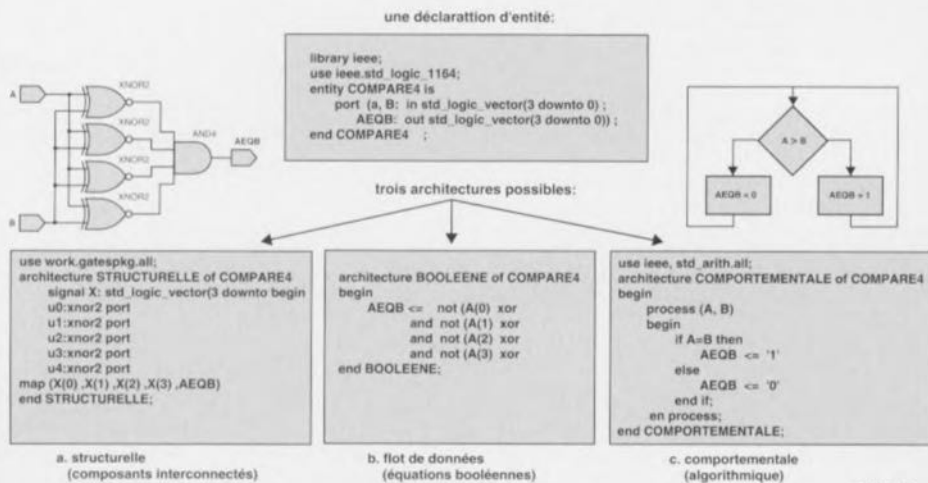 une déclarattion d'entité:
library ieee;
use ieee.std_logic_1164;
entity COMPARE4 is
port (a, B: in std_logic_vector(3 downto 0) ;
AEQB: out std_logic_vector(3 downto 0)) ;
end COMPARE4 ;
XNOR2
A
XNOR2
AND4
AEQB
XNOR2
XNOR2
B
A > B
AEQB = 0
AEQB > 1
trois architectures possibles:
use work.gatespkg.all;
architecture STRUCTURELLE of COMPARE4
signal X: std_logic_vector(3 downto begin
u0:xnor2 port
u1:xnor2 port
u2:xnor2 port
u3:xnor2 port
u4:xnor2 port
map (X(0) ,X(1) ,X(2) ,X(3) ,AEQB)
end STRUCTURELLE;
architecture BOOLEENE of COMPARE4
begin
AEQB <= not (A(0) xor
and not (A(1) xor
and not (A(2) xor
and not (A(3) xor
end BOOLEENE;
use ieee, std_arith.all;
architecture COMPORTEMENTALE of COMPARE4
begin
process (A, B)
begin
if A=B then
AEQB <= '1'
else
AEQB <= '0'
end if;
en process;
end COMPORTEMENTALE;
a. structurelle
(composants interconnectés)
b. flot de données
(équations booléennes)
c. comportementale
(algorithmique)